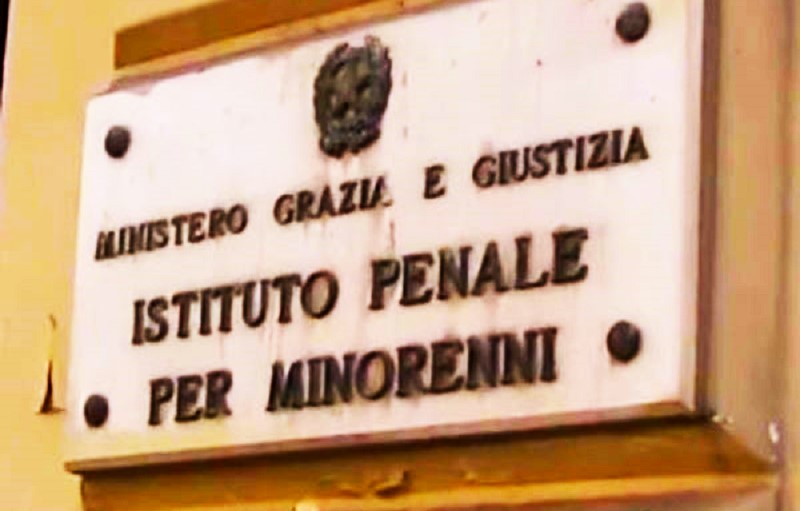 MINISTERO GRAZIA E GIUSTIZIA
ISTITUTO PENALE
PER MINORENNI